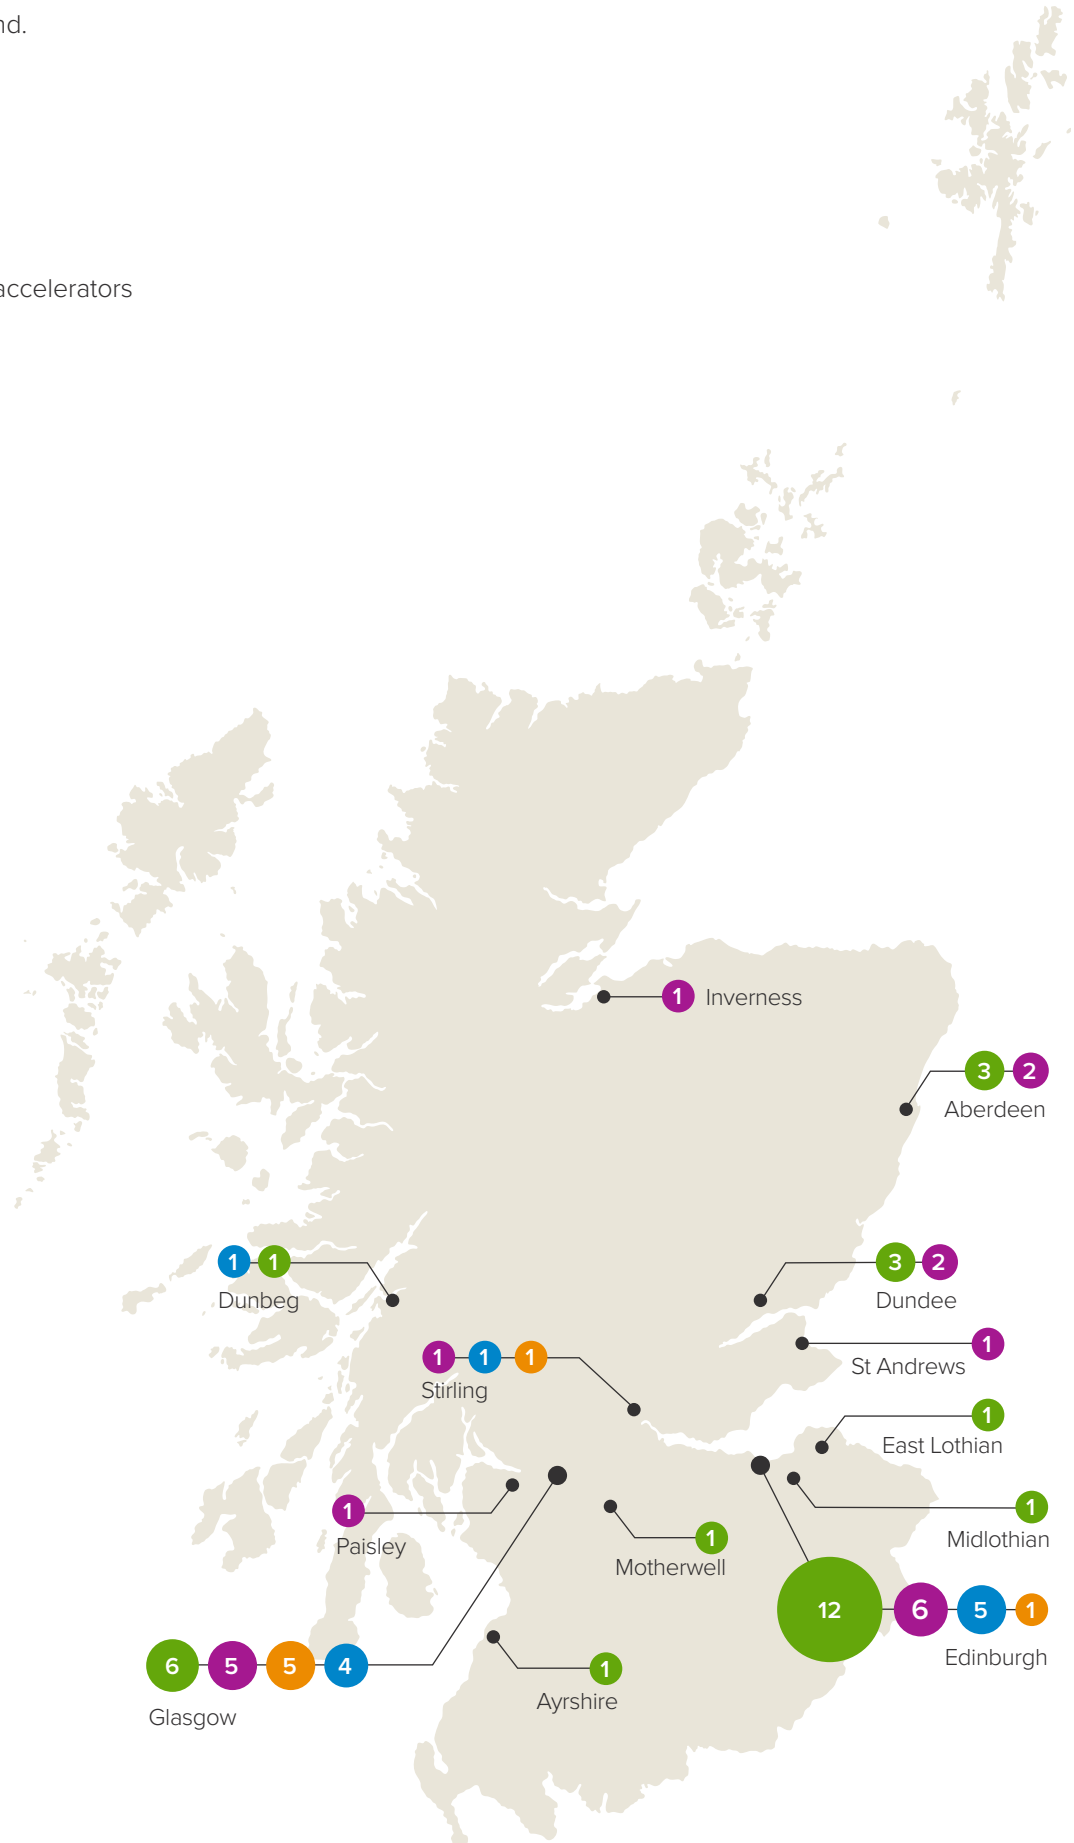 nd.
accelerators
1 Inverness
3 2
Aberdeen
1 1
Dunbeg
3 2
Dundee
1
St Andrews
1 1 1
Stirling
1
East Lothian
1
Midlothian
1
Paisley
1
Motherwell
12 6 5 1
Edinburgh
6 5 5 4
Glasgow
1
Ayrshire